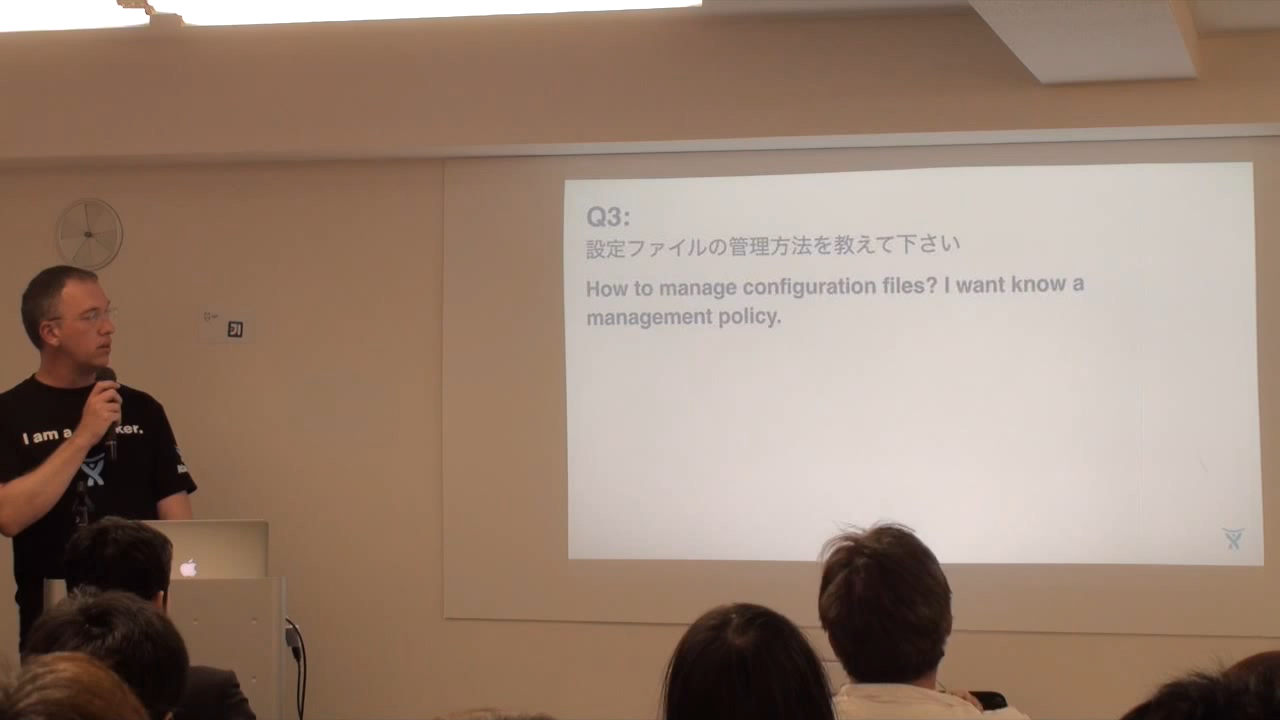 Q3:
設定ファイルの管理方法を教えて下さい
How to manage configuration files? I want know a
management policy.
I am a ker.